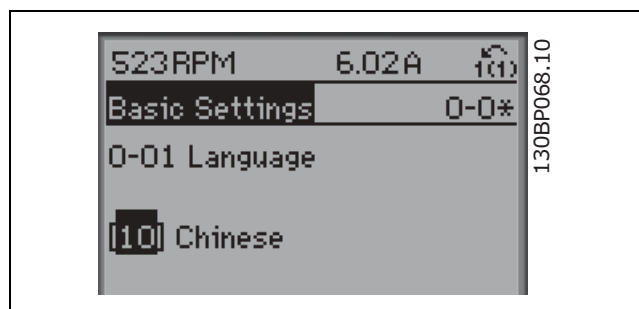 523RPM 6.02A 1(1)
Basic Settings 0-0*
0-01 Language
[10] Chinese
130BP068.10